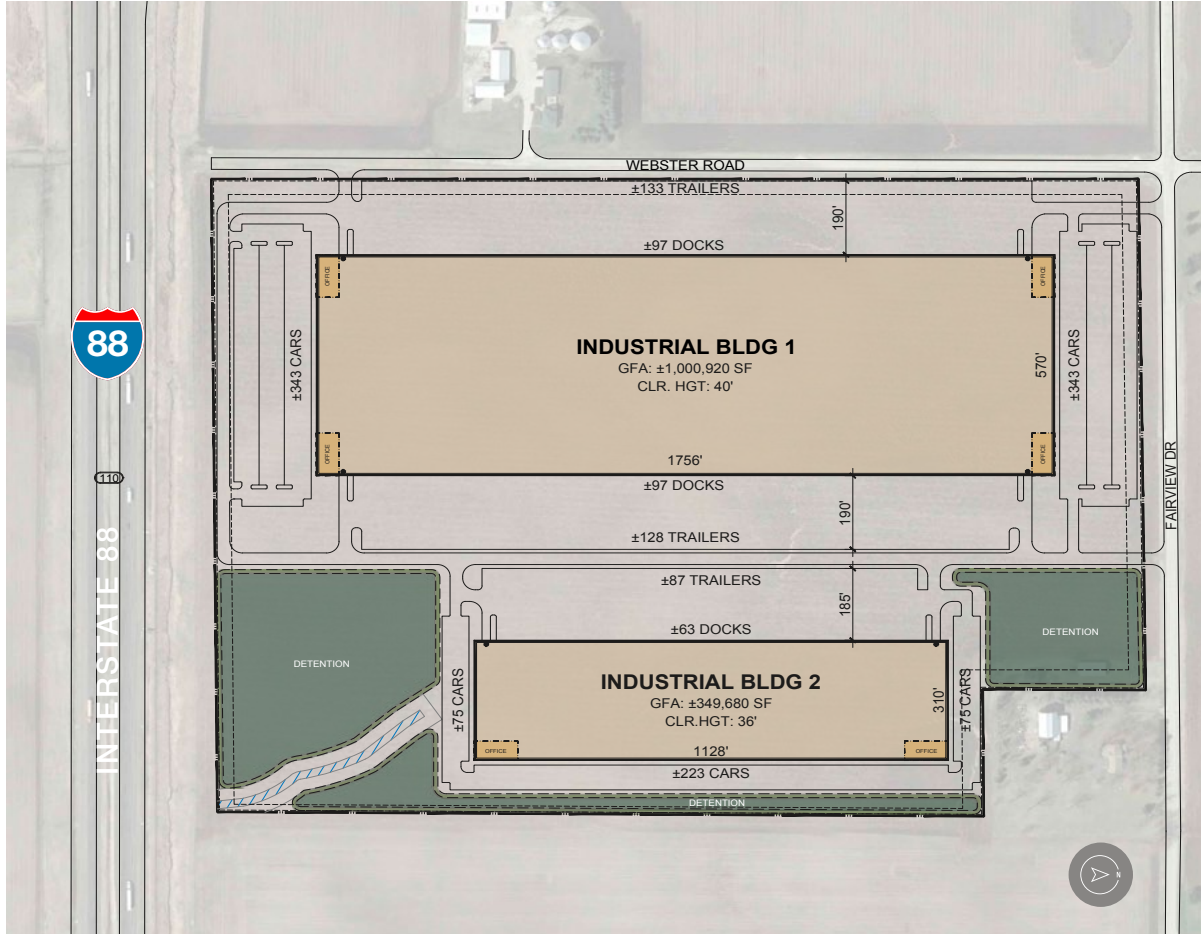 WEBSTER ROAD
±133 TRAILERS
190'
±97 DOCKS
OFFICE
OFFICE
88
INDUSTRIAL BLDG 1
GFA: ±1,000,920 SF
CLR. HGT: 40'
±343 CARS
570'
±343 CARS
OFFICE
OFFICE
1756'
110
±97 DOCKS
FAIRVIEW DR
190'
±128 TRAILERS
INTERSTATE 88
±87 TRAILERS
185'
±63 DOCKS
DETENTION
DETENTION
INDUSTRIAL BLDG 2
GFA: ±349,680 SF
CLR.HGT: 36'
±75 CARS
310'
±75 CARS
OFFICE
1128'
OFFICE
±223 CARS
DETENTION
N